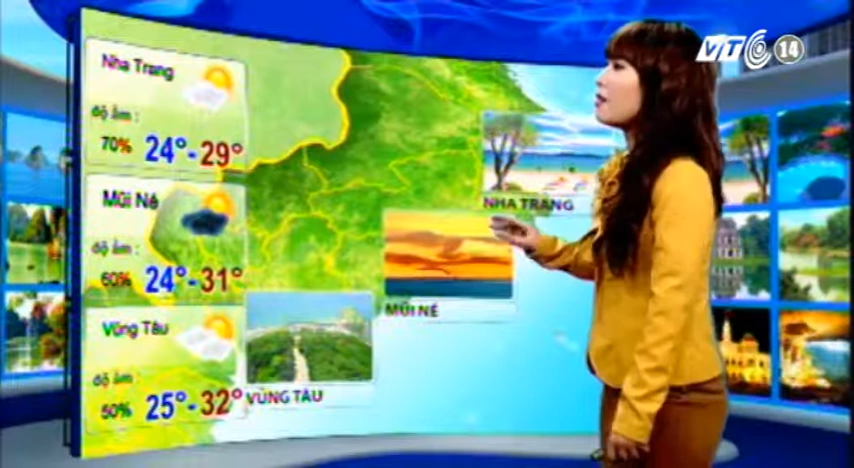 VTC 14
Nha Trang
độ ẩm :
70% 24°-29°
Mũi Né
độ ẩm :
60% 24°-31°
Vũng Tàu
độ ẩm :
50% 25°-32°
NHA TRANG
MŨI NÉ
VŨNG TÀU